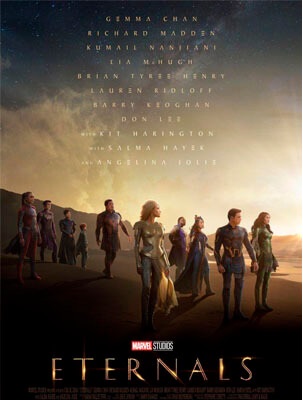 GEMMA CHAN
RICHARD MADDEN
KUMAIL NANJIANI
LIA McHUGH
BRIAN TYREE HENRY
LAUREN RIDLOFF
BARRY KEOGHAN
DON LEE
WITH KIT HARINGTON
WITH SALMA HAYEK
AND ANGELINA JOLIE
MARVEL STUDIOS
ETERNALS